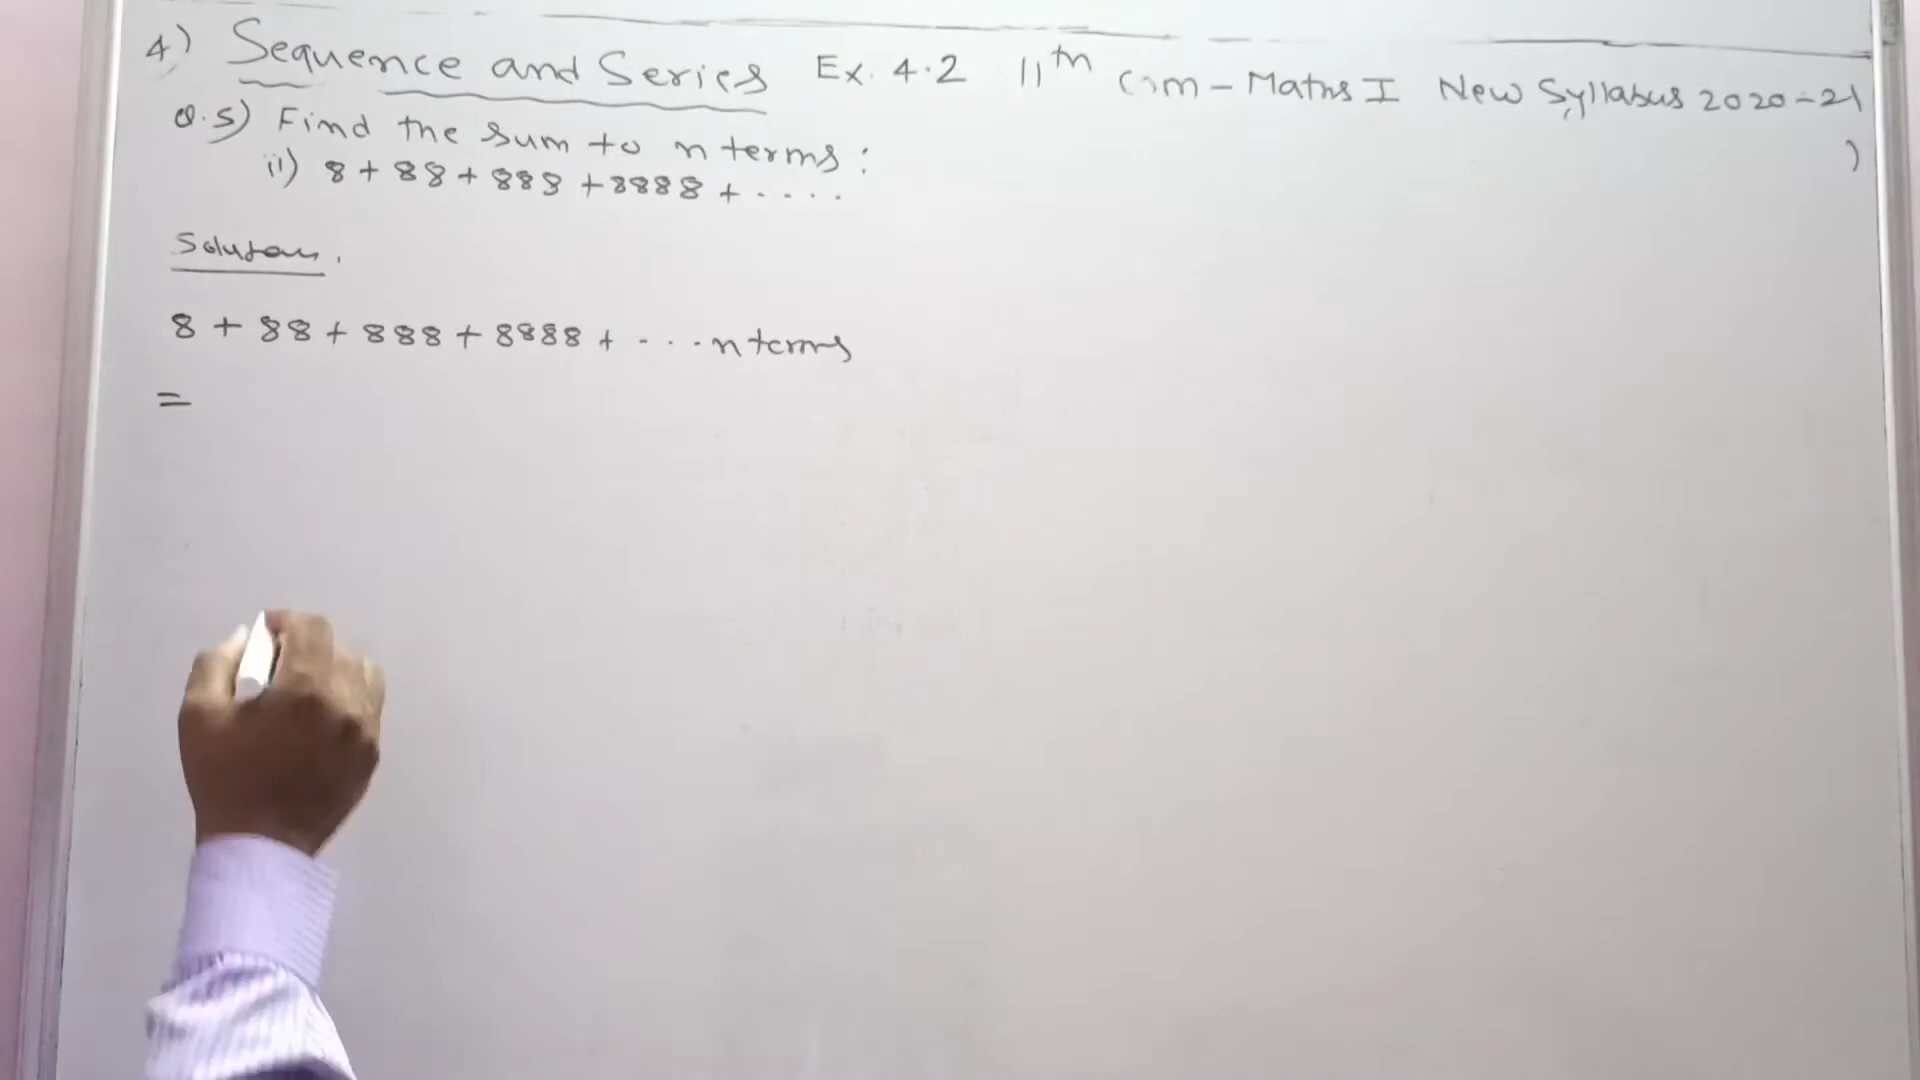 4) Sequence and Series Ex. 4.2 11th Com - Maths I New Syllabus 2020-21
)
Q.5) Find the sum to n terms :
ii) 8 + 88 + 888 + 8888 + ....
Solution.
8 + 88 + 888 + 8888 + ... n terms
=